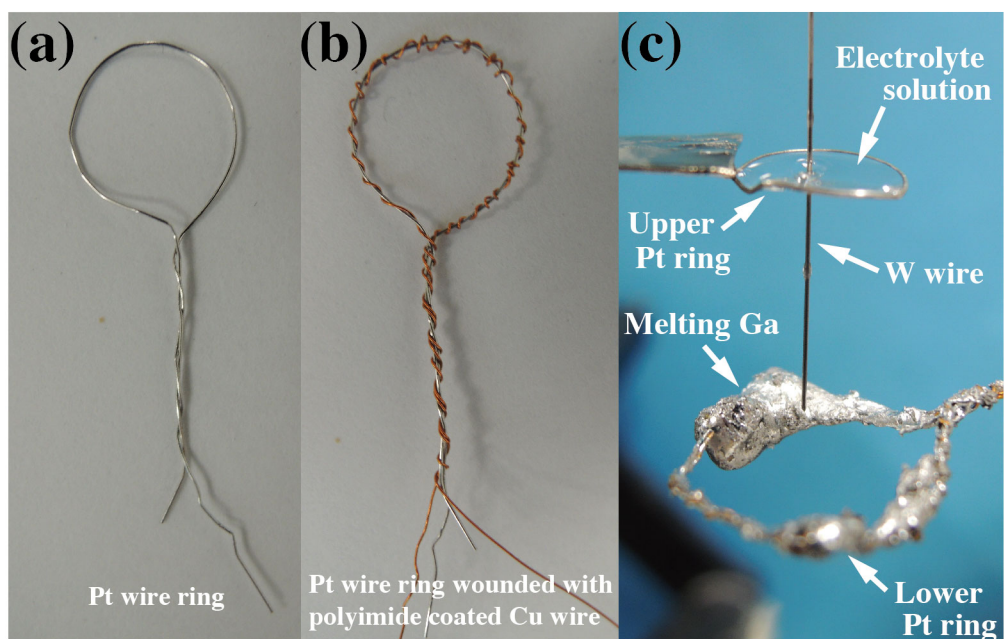 (a)
Pt wire ring
(b)
Pt wire ring wounded with
polyimide coated Cu wire
(c)
Electrolyte
solution
Upper
Pt ring
W wire
Melting Ga
Lower
Pt ring